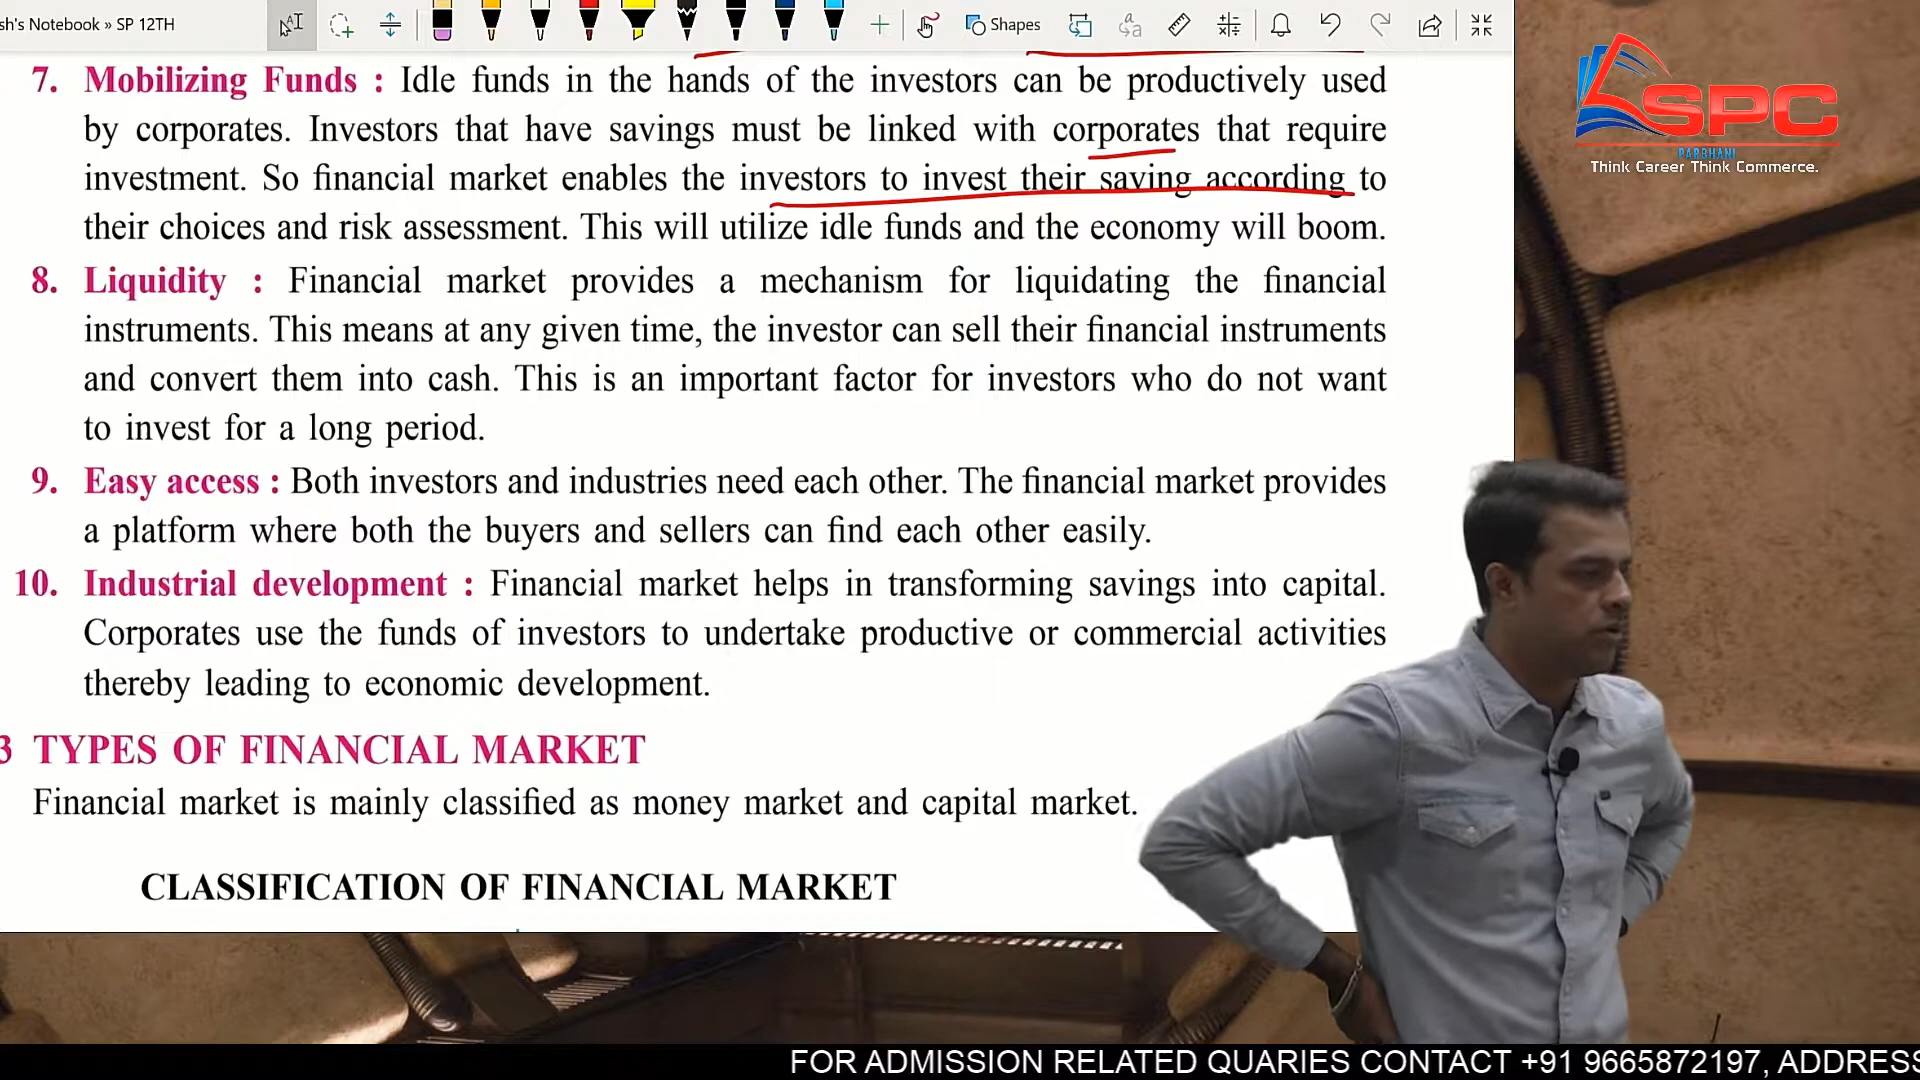 sh's Notebook » SP 12TH
Shapes
7. Mobilizing Funds : Idle funds in the hands of the investors can be productively used
by corporates. Investors that have savings must be linked with corporates that require
investment. So financial market enables the investors to invest their saving according to
their choices and risk assessment. This will utilize idle funds and the economy will boom.
8. Liquidity : Financial market provides a mechanism for liquidating the financial
instruments. This means at any given time, the investor can sell their financial instruments
and convert them into cash. This is an important factor for investors who do not want
to invest for a long period.
9. Easy access : Both investors and industries need each other. The financial market provides
a platform where both the buyers and sellers can find each other easily.
10. Industrial development : Financial market helps in transforming savings into capital.
Corporates use the funds of investors to undertake productive or commercial activities
thereby leading to economic development.
3 TYPES OF FINANCIAL MARKET
Financial market is mainly classified as money market and capital market.
CLASSIFICATION OF FINANCIAL MARKET
SPC
PARBHANI
Think Career Think Commerce.
FOR ADMISSION RELATED QUARIES CONTACT +91 9665872197, ADDRESS